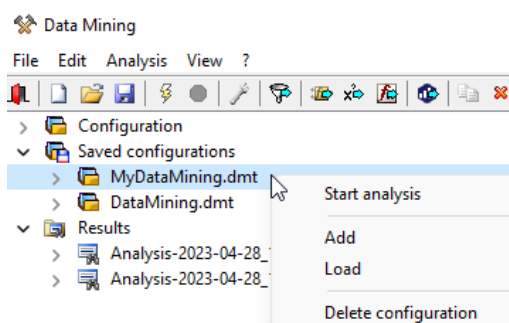 Data Mining
File Edit Analysis View ?
Configuration
Saved configurations
MyDataMining.dmt
DataMining.dmt
Results
Analysis-2023-04-28_
Analysis-2023-04-28_
Start analysis
Add
Load
Delete configuration